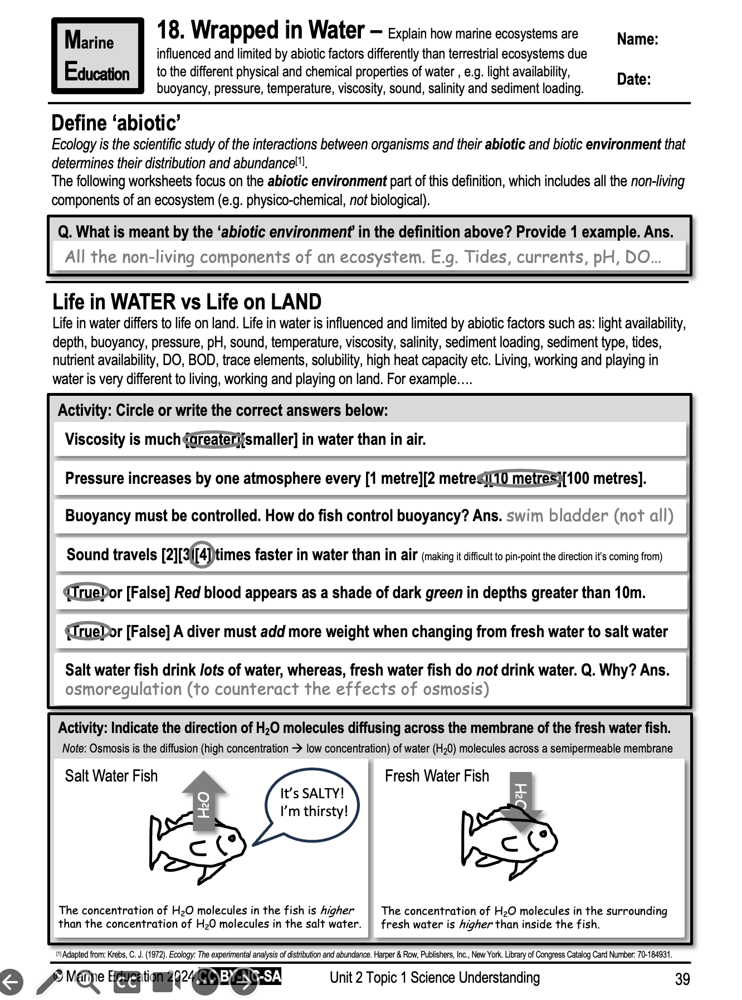 Marine
Education
18. Wrapped in Water – Explain how marine ecosystems are
influenced and limited by abiotic factors differently than terrestrial ecosystems due
to the different physical and chemical properties of water , e.g. light availability,
buoyancy, pressure, temperature, viscosity, sound, salinity and sediment loading.
Name:
Date:
Define ‘abiotic’
Ecology is the scientific study of the interactions between organisms and their abiotic and biotic environment that
determines their distribution and abundance[1].
The following worksheets focus on the abiotic environment part of this definition, which includes all the non-living
components of an ecosystem (e.g. physico-chemical, not biological).
Q. What is meant by the ‘abiotic environment’ in the definition above? Provide 1 example. Ans.
All the non-living components of an ecosystem. E.g. Tides, currents, pH, DO…
Life in WATER vs Life on LAND
Life in water differs to life on land. Life in water is influenced and limited by abiotic factors such as: light availability,
depth, buoyancy, pressure, pH, sound, temperature, viscosity, salinity, sediment loading, sediment type, tides,
nutrient availability, DO, BOD, trace elements, solubility, high heat capacity etc. Living, working and playing in
water is very different to living, working and playing on land. For example….
Activity: Circle or write the correct answers below:
Viscosity is much [greater][smaller] in water than in air.
Pressure increases by one atmosphere every [1 metre][2 metres][10 metres][100 metres].
Buoyancy must be controlled. How do fish control buoyancy? Ans. swim bladder (not all)
Sound travels [2][3][4] times faster in water than in air (making it difficult to pin-point the direction it’s coming from)
[True] or [False] Red blood appears as a shade of dark green in depths greater than 10m.
[True] or [False] A diver must add more weight when changing from fresh water to salt water
Salt water fish drink lots of water, whereas, fresh water fish do not drink water. Q. Why? Ans.
osmoregulation (to counteract the effects of osmosis)
Activity: Indicate the direction of H₂O molecules diffusing across the membrane of the fresh water fish.
Note: Osmosis is the diffusion (high concentration → low concentration) of water (H₂0) molecules across a semipermeable membrane
Salt Water Fish
H₂O
It’s SALTY!
I’m thirsty!
The concentration of H₂O molecules in the fish is higher
than the concentration of H₂0 molecules in the salt water.
Fresh Water Fish
H₂O
The concentration of H₂O molecules in the surrounding
fresh water is higher than inside the fish.
[1] Adapted from: Krebs, C. J. (1972). Ecology: The experimental analysis of distribution and abundance. Harper & Row, Publishers, Inc., New York. Library of Congress Catalog Card Number: 70-184931.
© Marine Education 2024 CC BY-NC-SA
Unit 2 Topic 1 Science Understanding
39
CC